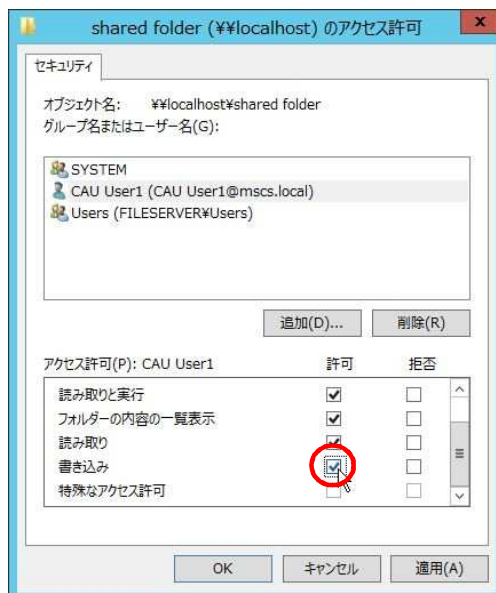 shared folder (¥¥localhost) のアクセス許可
x
セキュリティ
オブジェクト名: ¥¥localhost¥shared folder
グループ名またはユーザー名(G):
SYSTEM
CAU User1 (CAU User1@mscs.local)
Users (FILESERVER¥Users)
追加(D)...
削除(R)
アクセス許可(P): CAU User1 許可 拒否
読み取りと実行
フォルダーの内容の一覧表示
読み取り
書き込み
特殊なアクセス許可
OK キャンセル 適用(A)